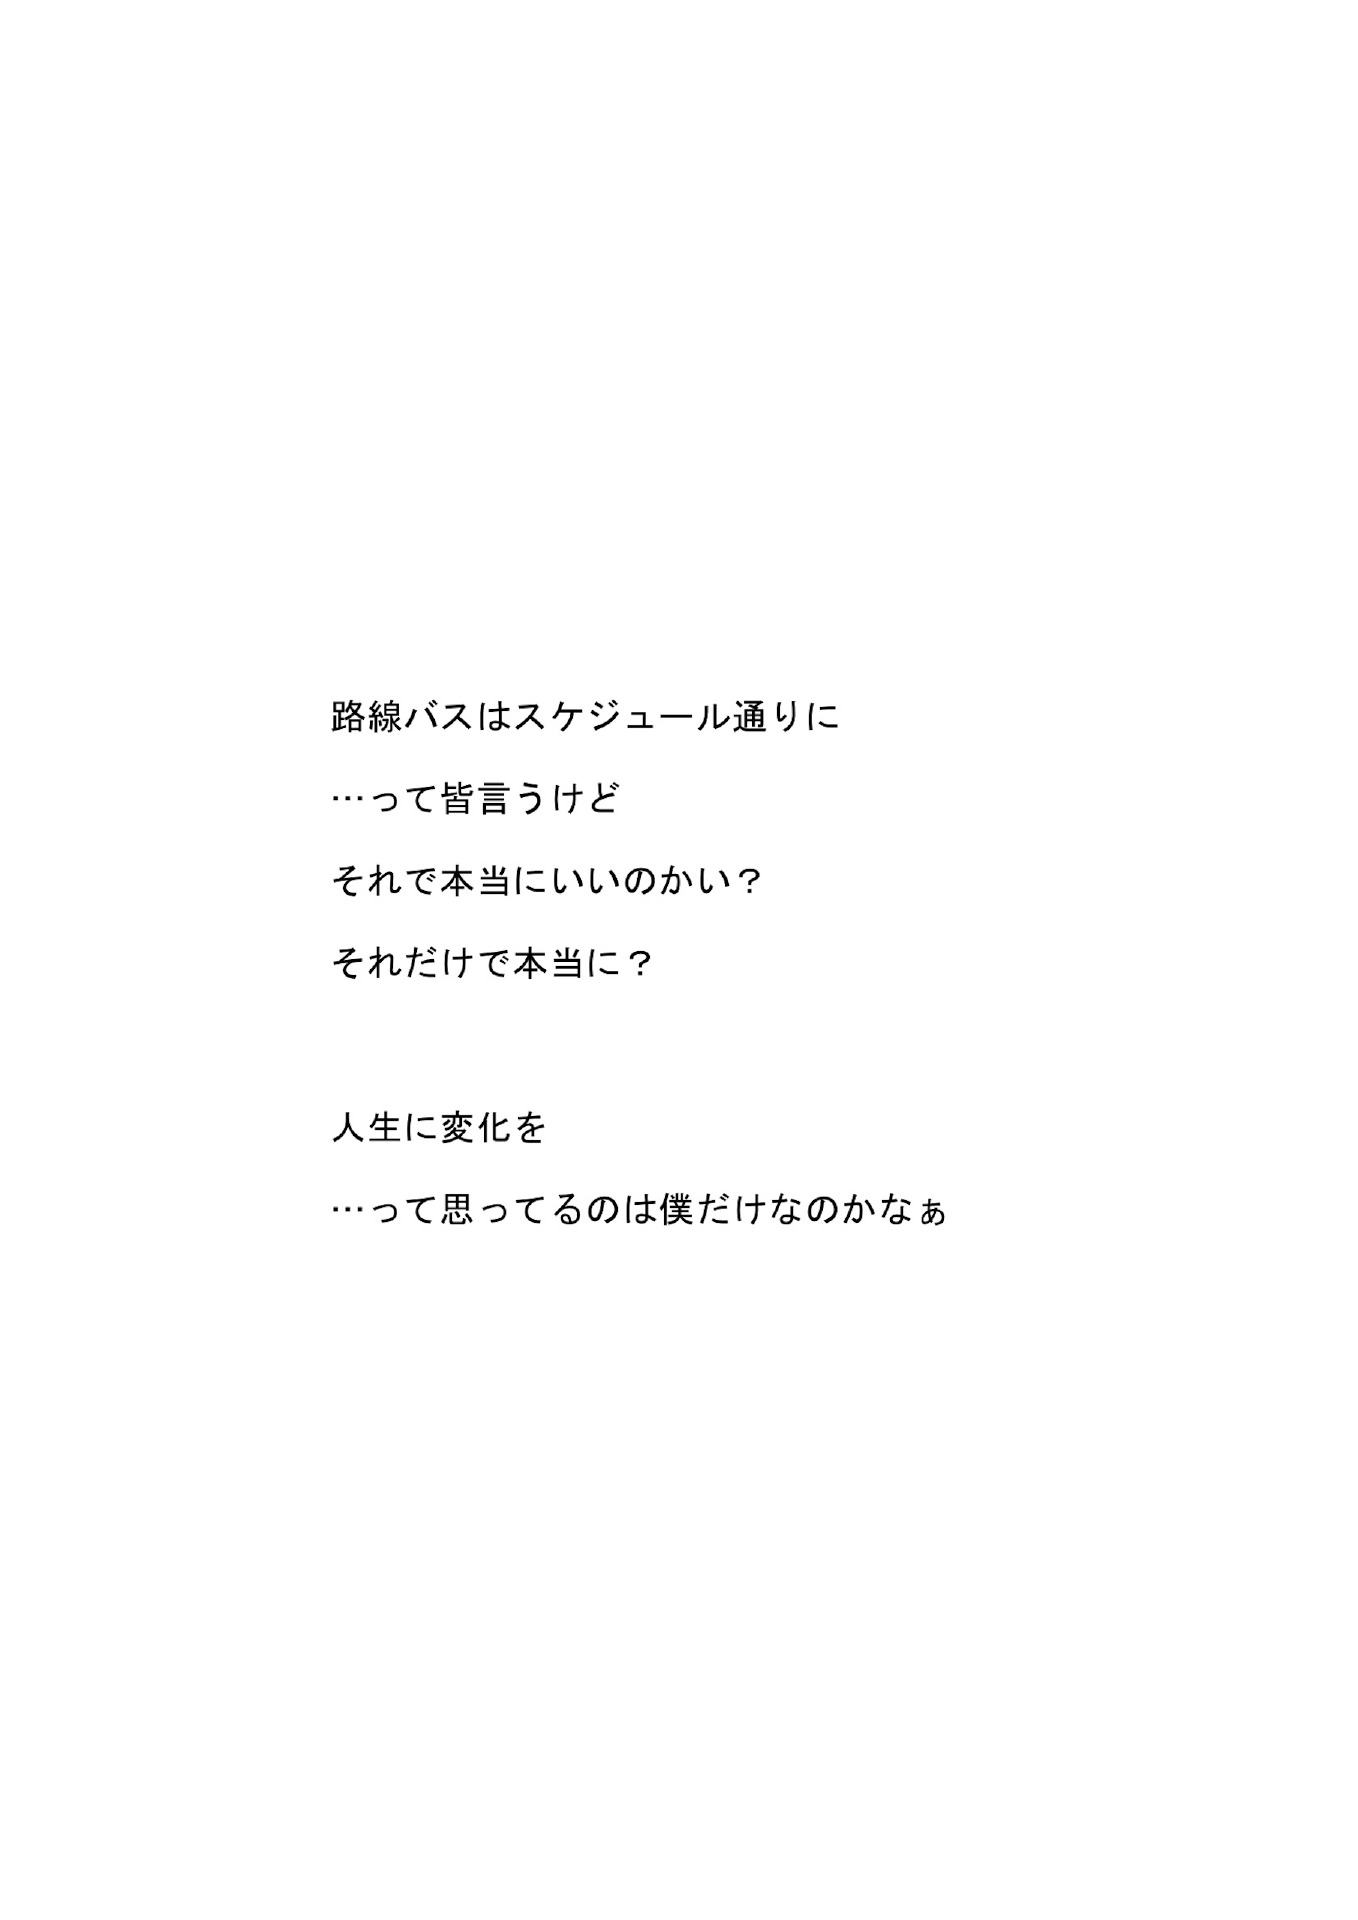 路線バスはスケジュール通りに
…って皆言うけど
それで本当にいいのかい？
それだけで本当に？
人生に変化を
…って思ってるのは僕だけなのかなぁ